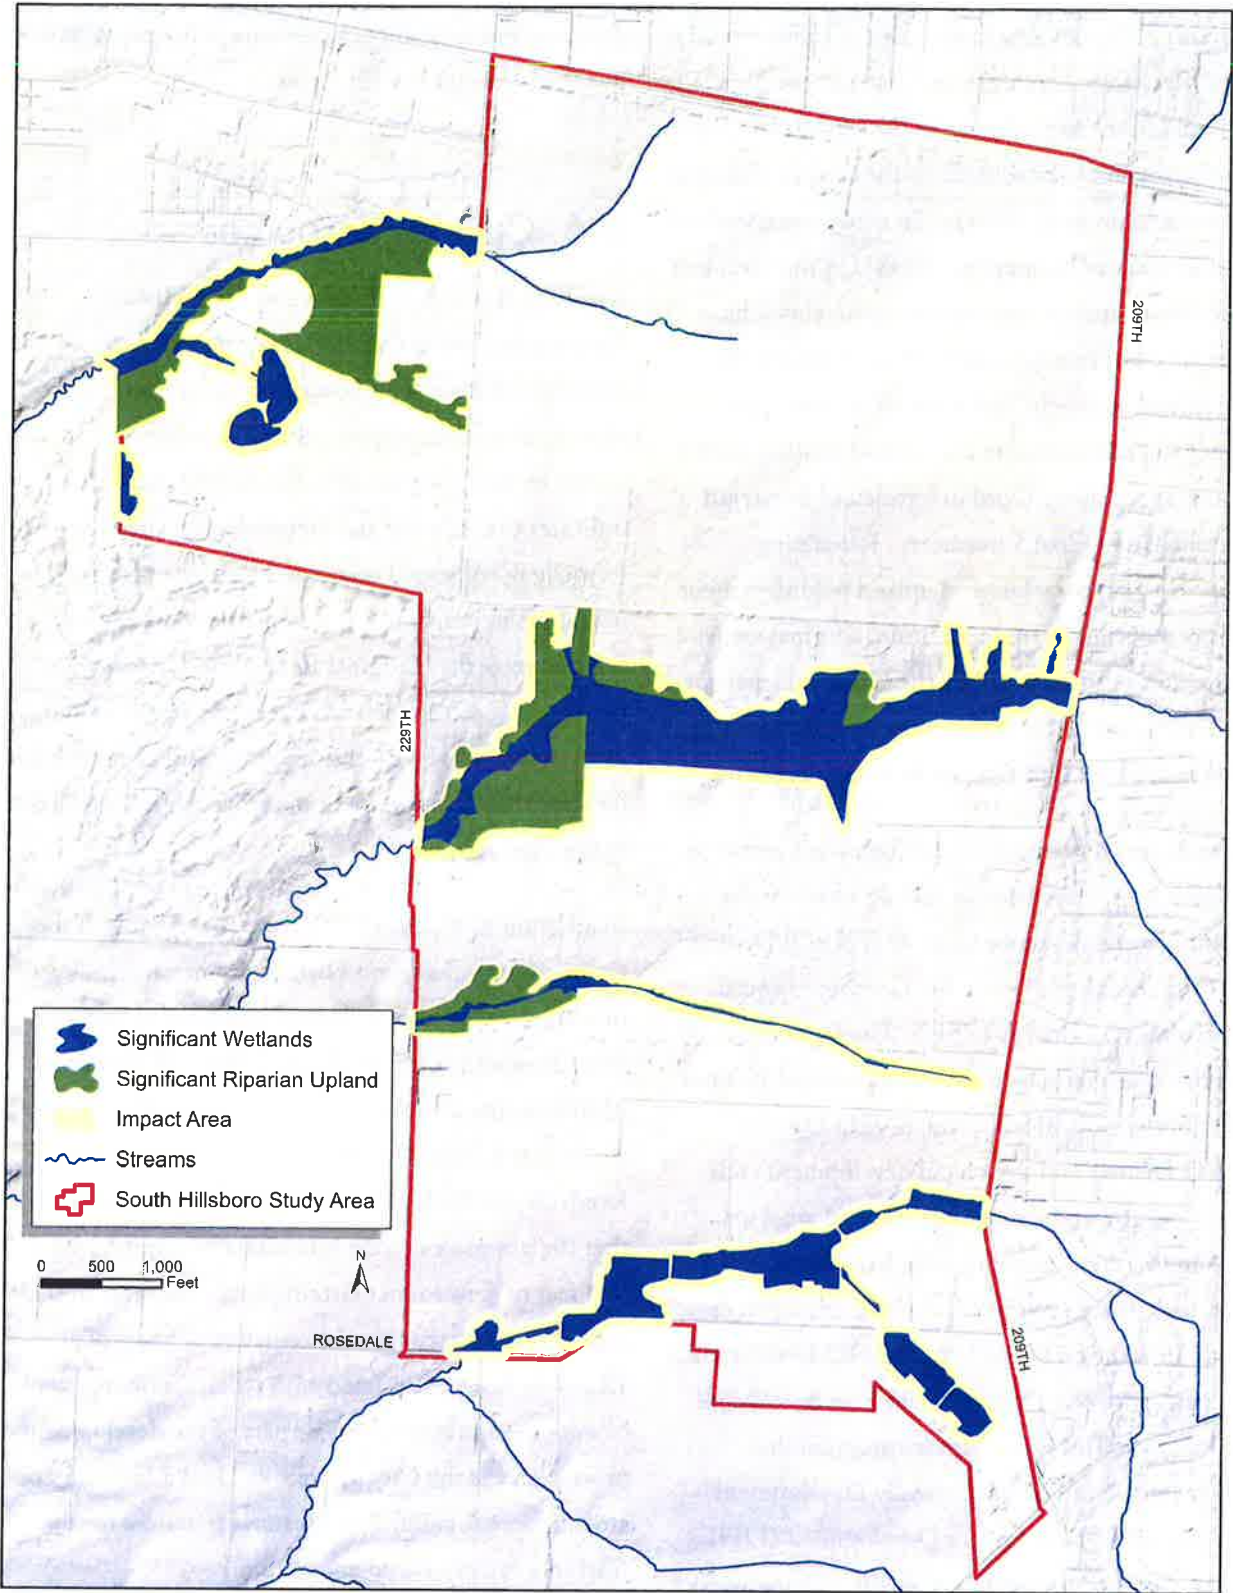 209TH
229TH
Significant Wetlands
Significant Riparian Upland
Impact Area
Streams
South Hillsboro Study Area
0 500 1,000
Feet
N
ROSEDALE
209TH